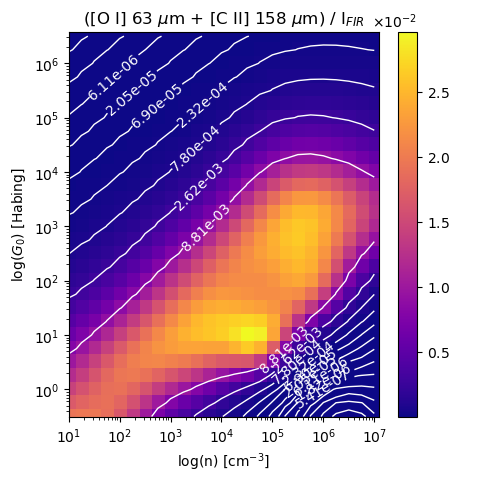 ([O I] 63 μm + [C II] 158 μm) / I_FIR ×10⁻²
10⁶
10⁵
10⁴
10³
10²
10¹
10⁰
log(G₀) [Habing]
6.11e-06
2.05e-05
6.90e-05
2.32e-04
7.80e-04
2.62e-03
8.81e-03
8.81e-03
2.62e-03
10¹ 10² 10³ 10⁴ 10⁵ 10⁶ 10⁷
log(n) [cm⁻³]
2.5
2.0
1.5
1.0
0.5